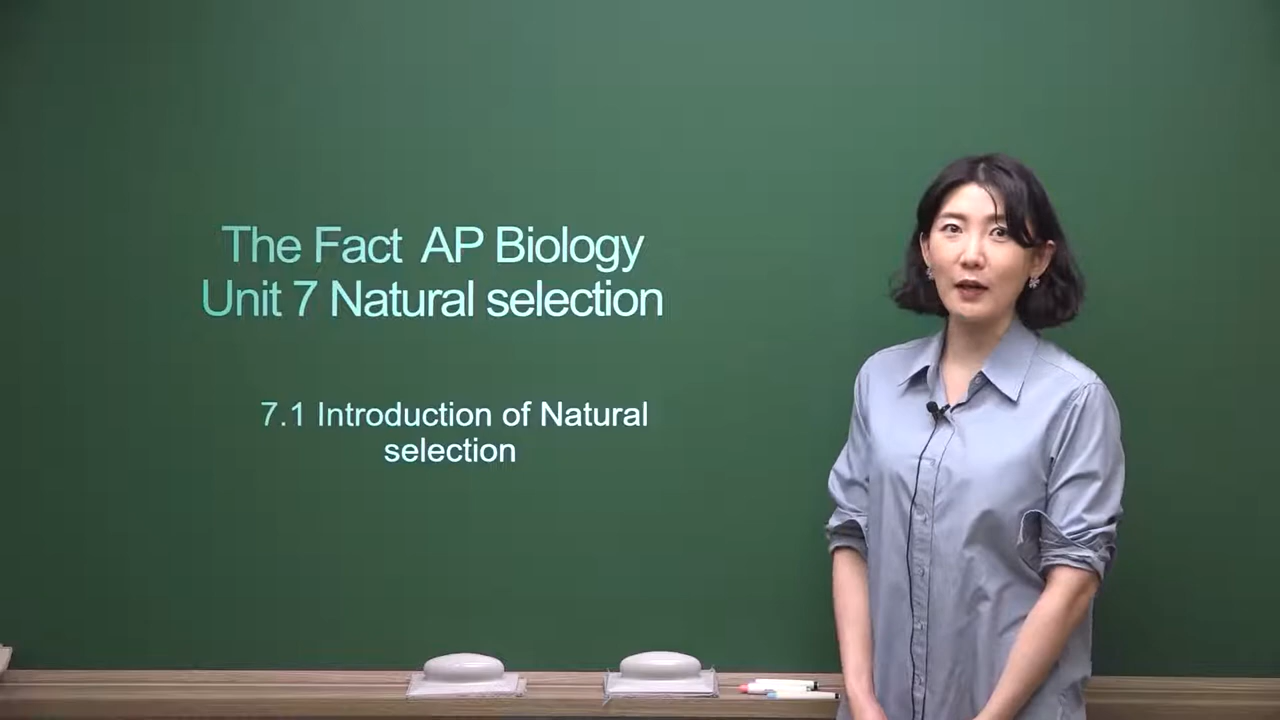 The Fact AP Biology
Unit 7 Natural selection
7.1 Introduction of Natural
selection